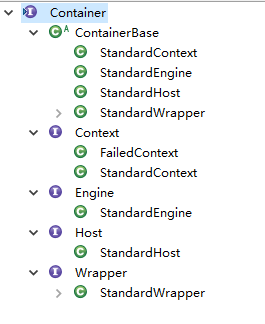 Container
ContainerBase
StandardContext
StandardEngine
StandardHost
StandardWrapper
Context
FailedContext
StandardContext
Engine
StandardEngine
Host
StandardHost
Wrapper
StandardWrapper